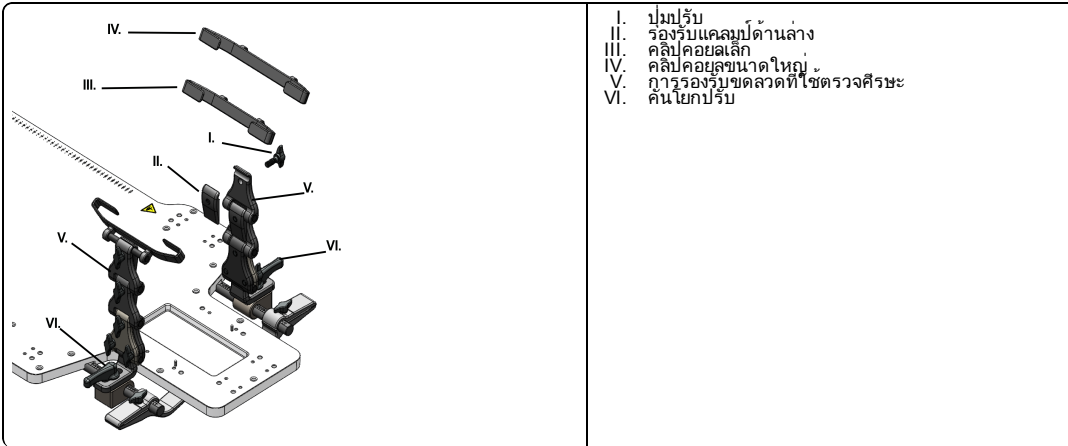 IV.
III.
I.
II.
V.
V.
VI.
VI.
I. ปุ่มปรับ
II. รองรับแคลมป์ด้านล่าง
III. คลิปคอยล์เล็ก
IV. คลิปคอยล์ขนาดใหญ่
V. การรองรับขดลวดที่ใช้ตรวจศีรษะ
VI. คันโยกปรับ